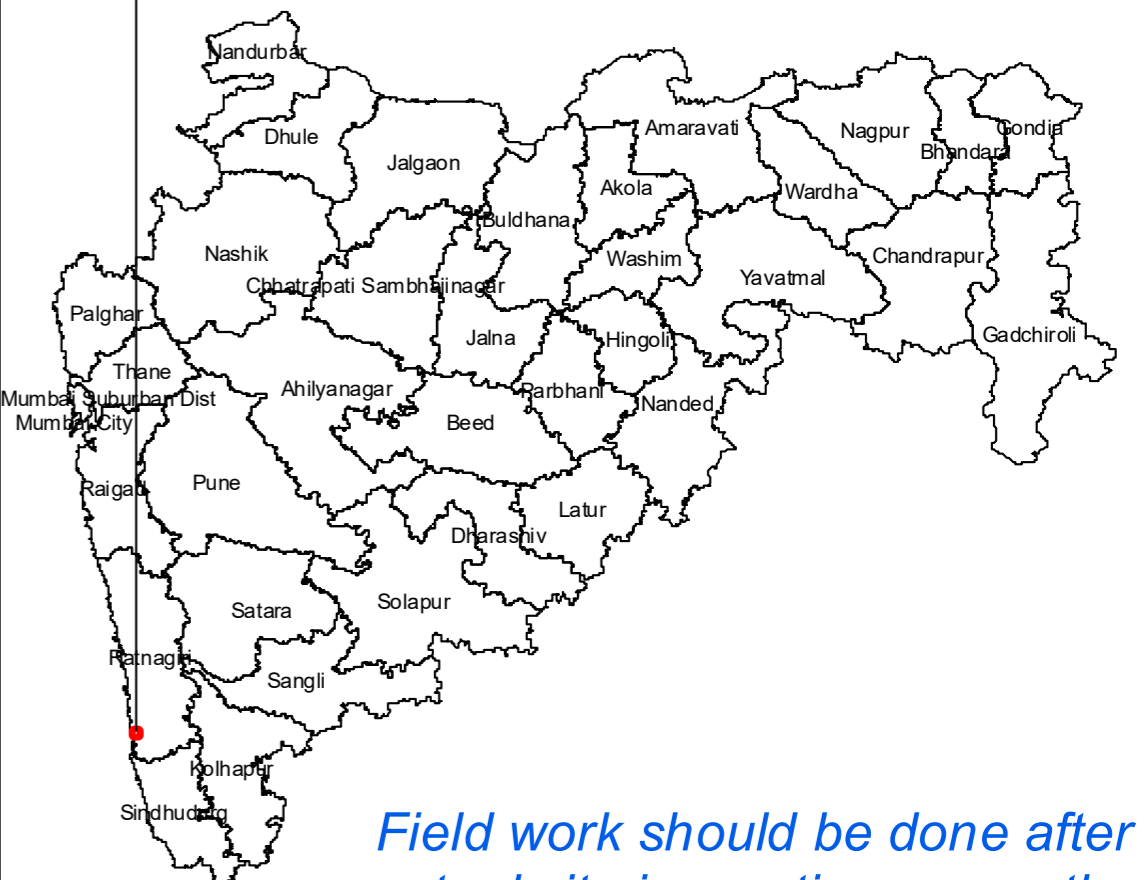 Nandurbar
Dhule
Jalgaon
Amaravati
Nagpur
Gondia
Bhandara
Akola
Wardha
Buldhana
Nashik
Washim
Chandrapur
Chhatrapati Sambhajinagar
Yavatmal
Palghar
Jalna
Hingoli
Gadchiroli
Thane
Ahilyanagar
Parbhani
Mumbai Suburban Dist
Nanded
Mumbai City
Beed
Raigad
Pune
Latur
Dharashiv
Satara
Solapur
Ratnagiri
Sangli
Kolhapur
Sindhudurg
Field work should be done after